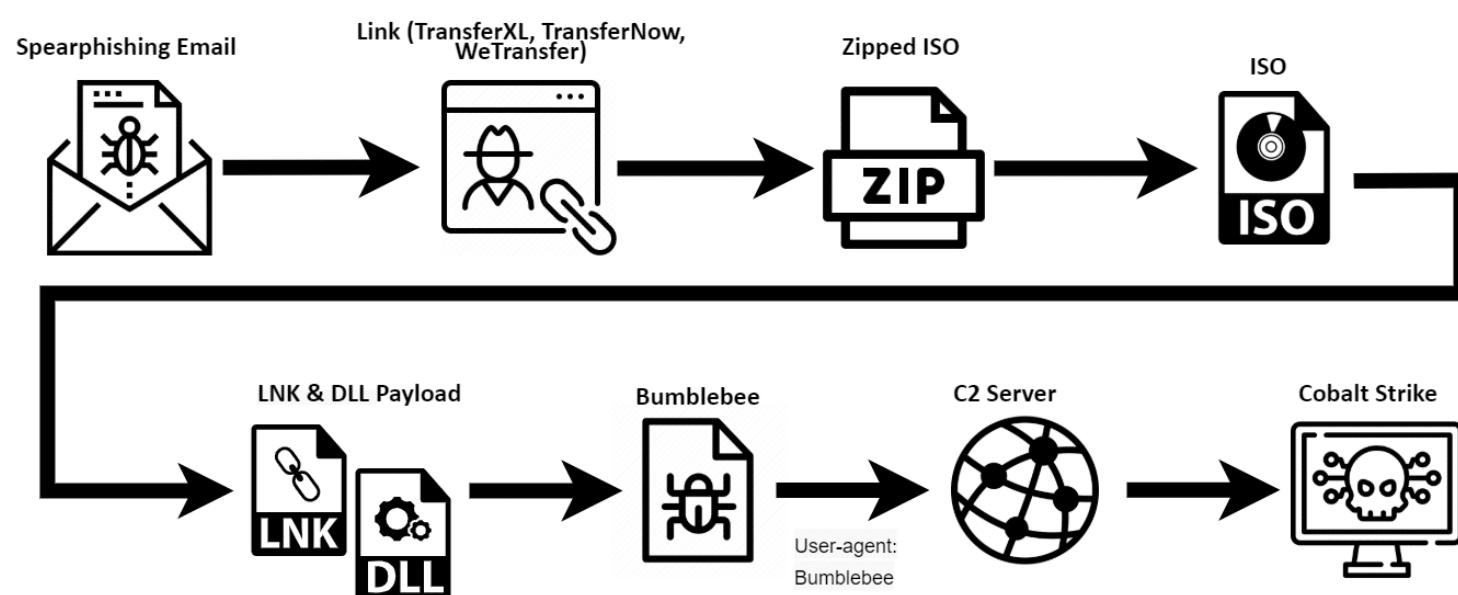 Spearphishing Email
Link (TransferXL, TransferNow,
WeTransfer)
Zipped ISO
ISO
ZIP
ISO
LNK & DLL Payload
Bumblebee
C2 Server
Cobalt Strike
LNK
DLL
User-agent:
Bumblebee